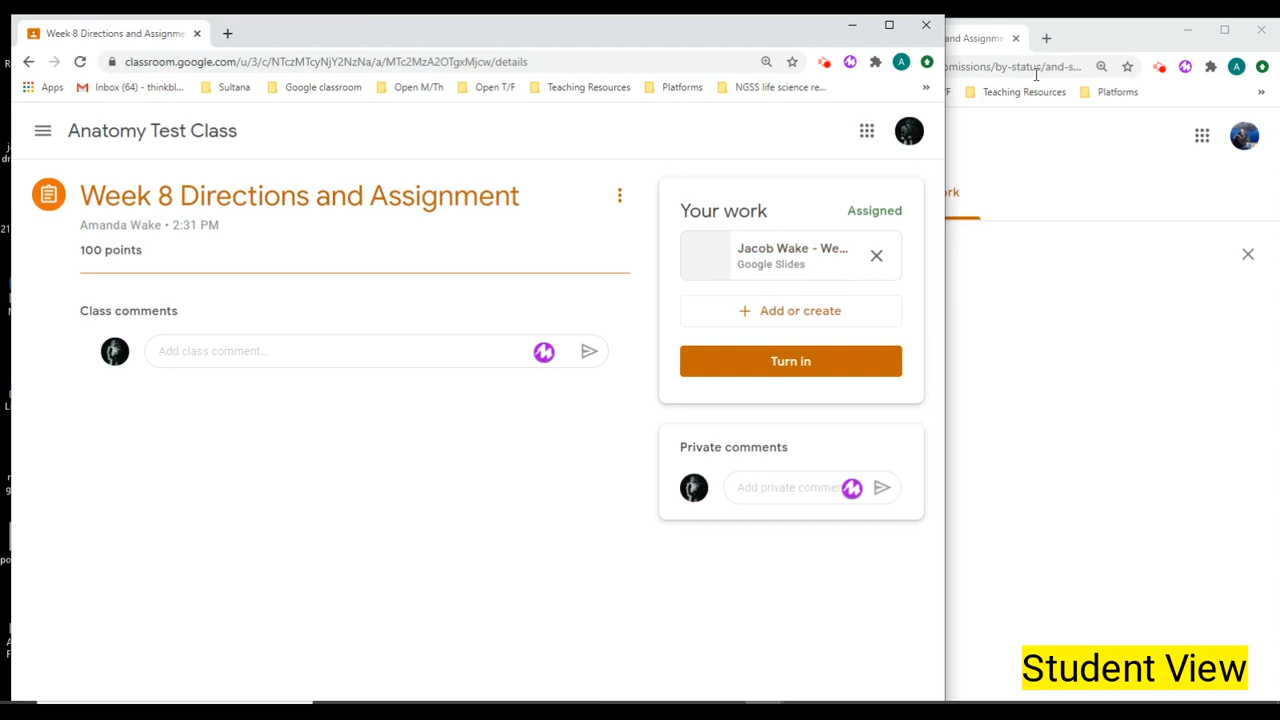 Week 8 Directions and Assignme
and Assignme
classroom.google.com/u/3/c/NTczMTcyNjY2NzNa/a/MTc2MzA2OTgxMjcw/details
omissions/by-status/and-s...
Apps
Inbox (64) - thinkbl...
Sultana
Google classroom
Open M/Th
Open T/F
Teaching Resources
Platforms
NGSS life science re...
»
/F
Teaching Resources
Platforms
»
Anatomy Test Class
Week 8 Directions and Assignment
Amanda Wake • 2:31 PM
100 points
Class comments
Add class comment...
Your work
Assigned
Jacob Wake - We...
Google Slides
+ Add or create
Turn in
Private comments
Add private commen
rk
Student View